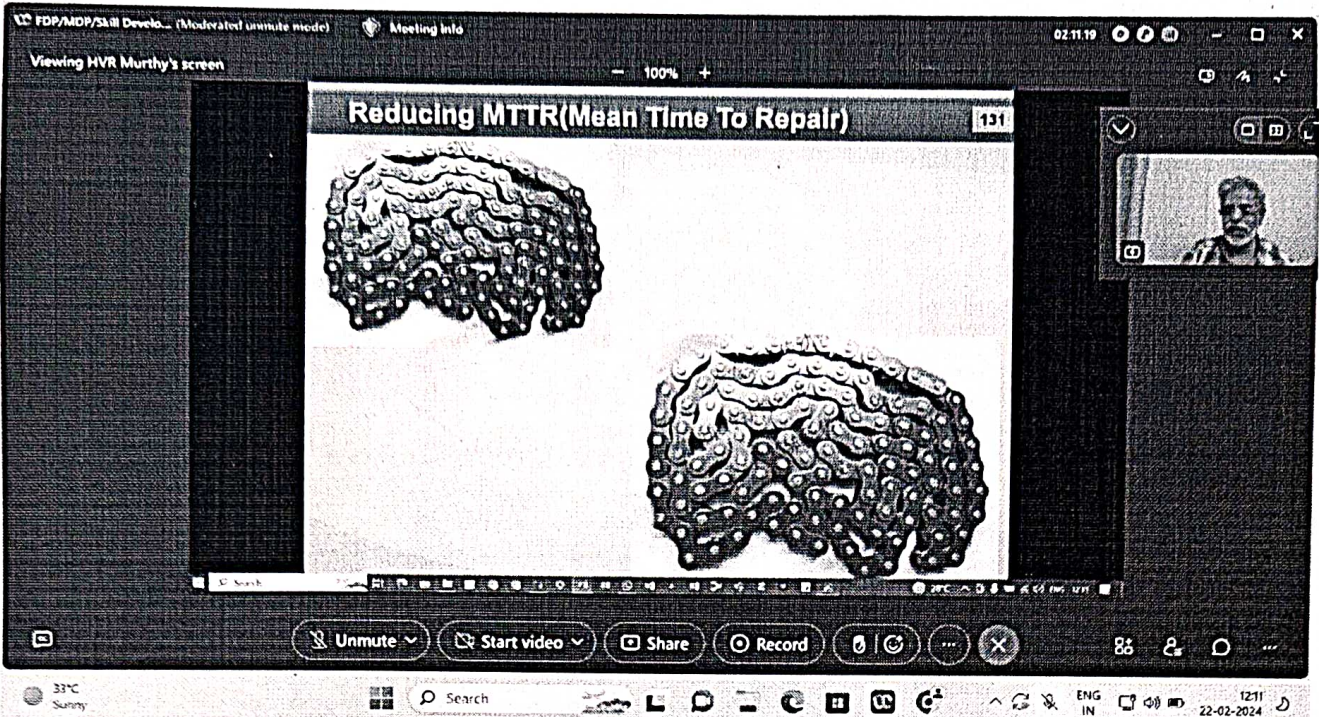 FDP/MDP/Skill Develo... (Moderated unmute mode)
Meeting Info
02:11:19
Viewing HVR Murthy's screen
100%
Reducing MTTR(Mean Time To Repair)
131
Search
Unmute
Start video
Share
Record
33°C
Sunny
Search
ENG
IN
12:11
22-02-2024